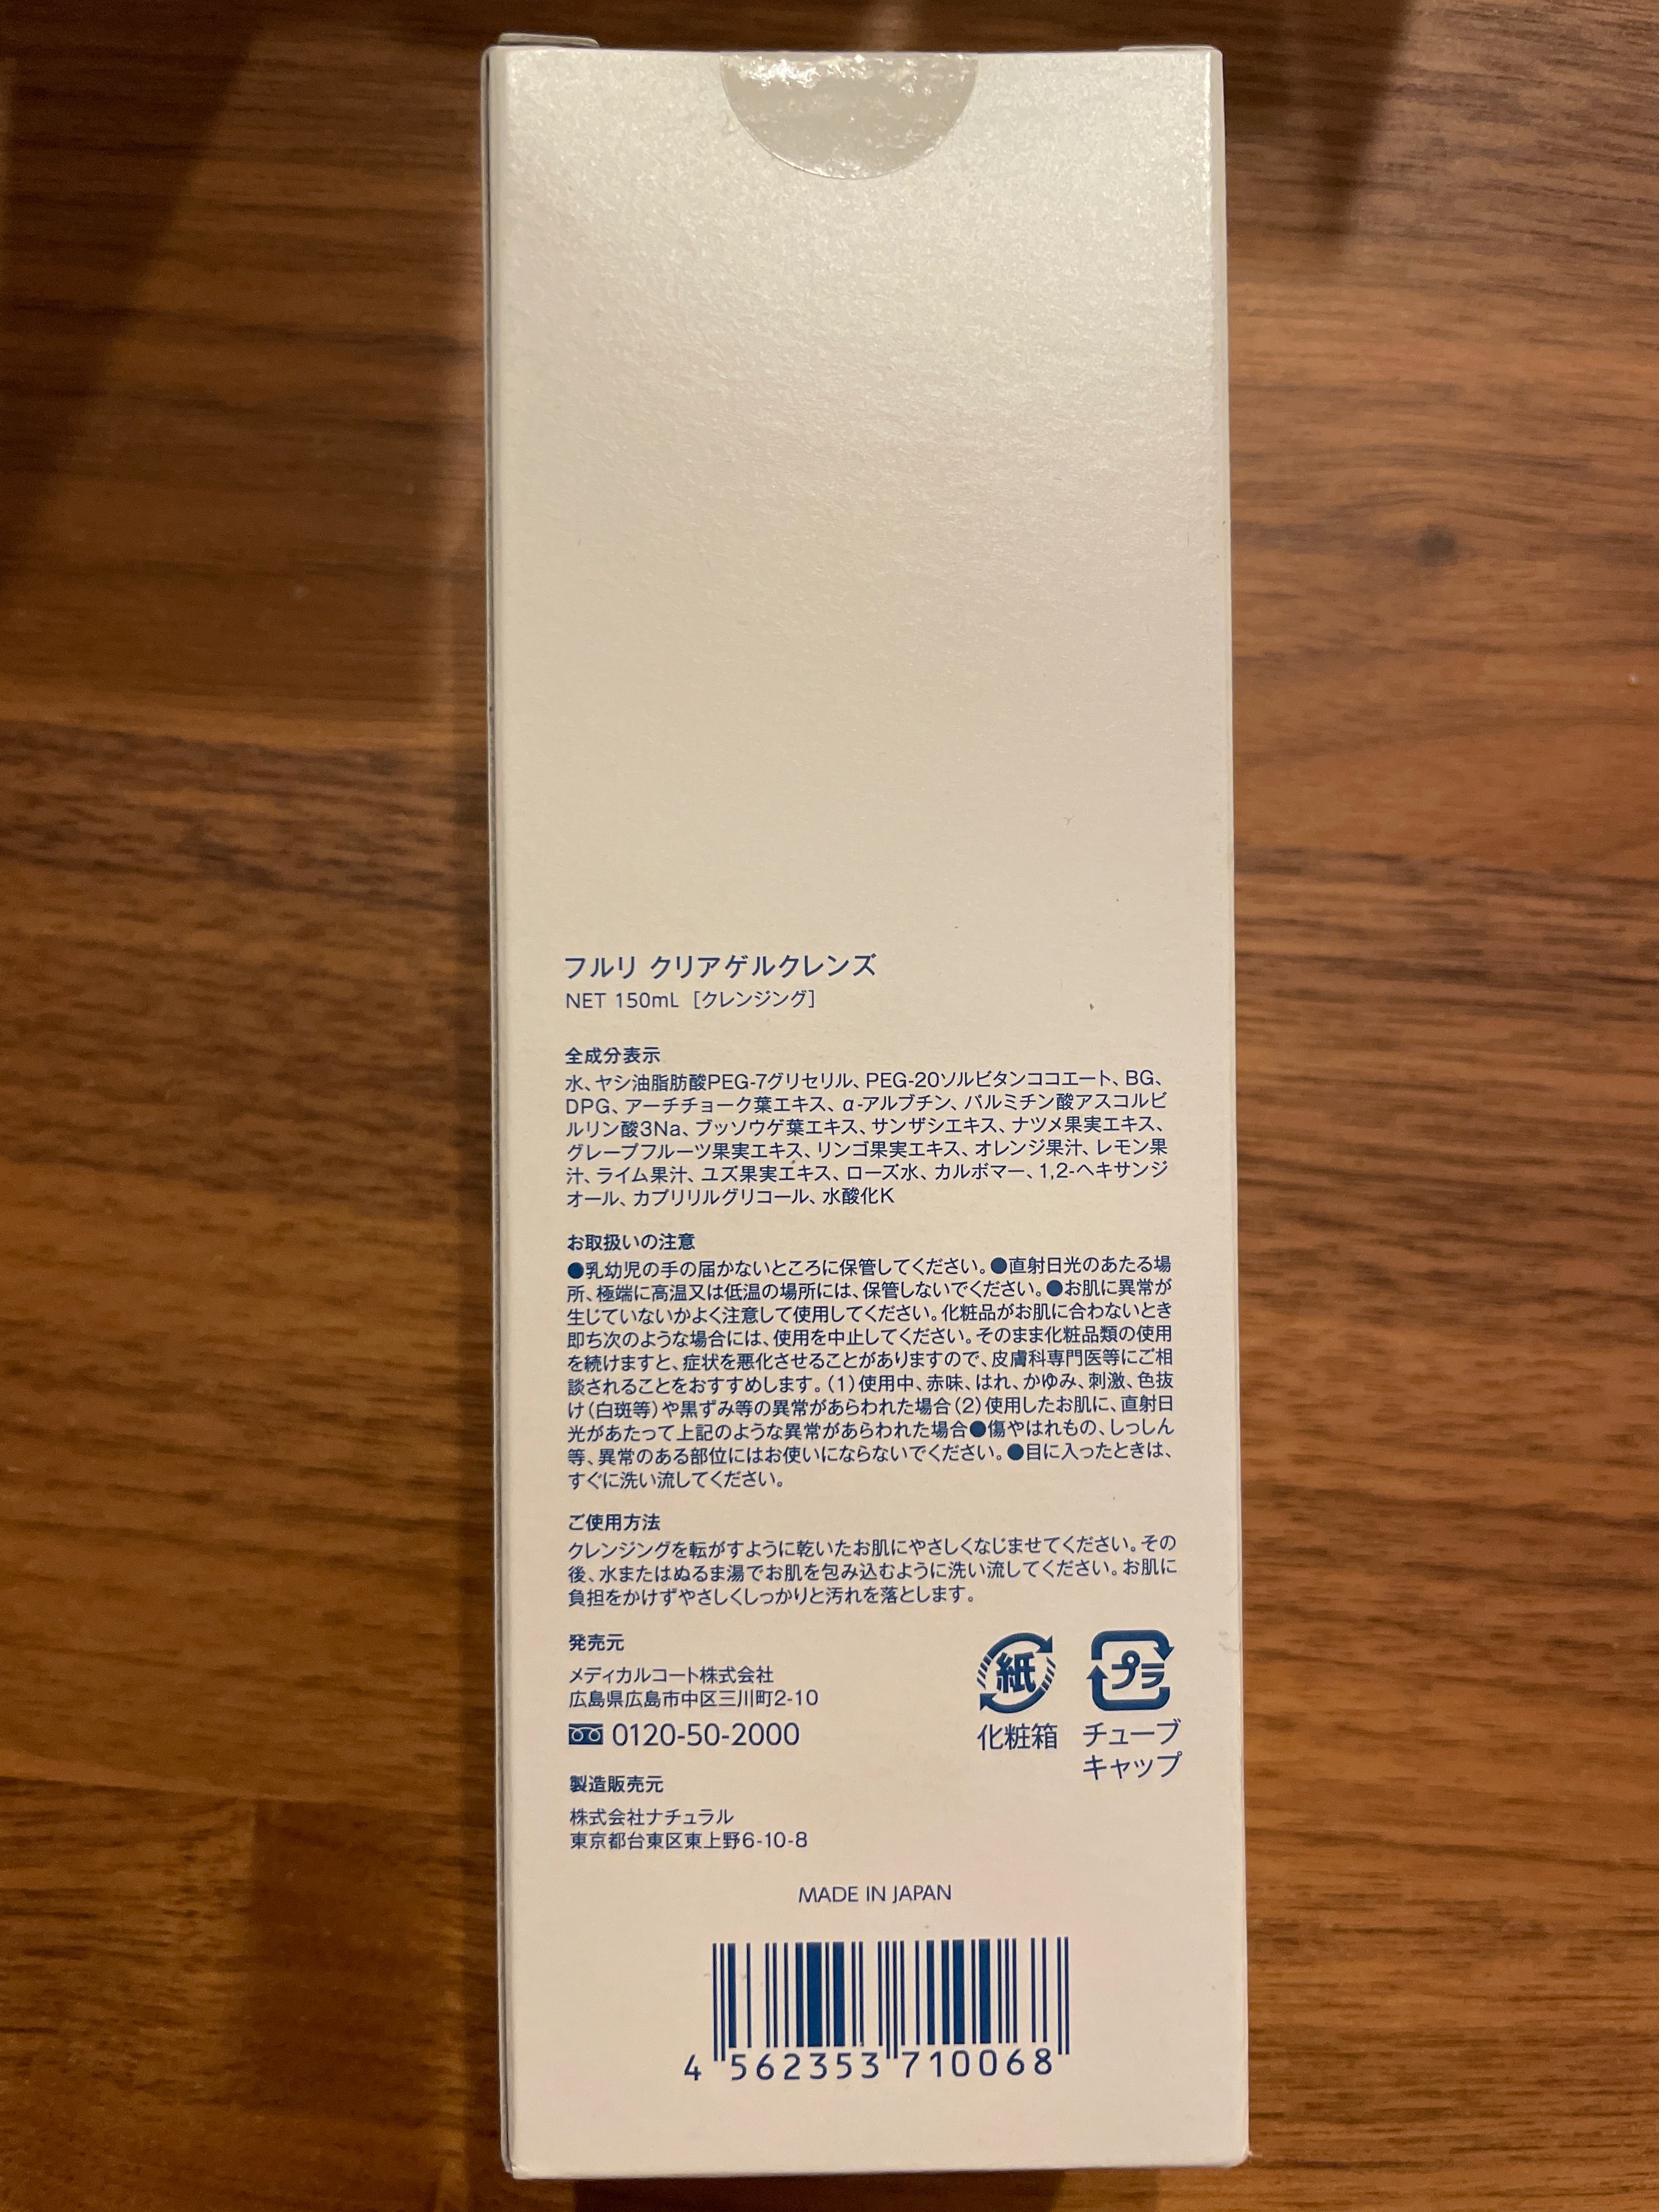 フルリ クリアゲルクレンズ
NET 150mL [クレンジング]
全成分表示
水、ヤシ油脂肪酸PEG-7グリセリル、PEG-20ソルビタンココエート、BG、
DPG、アーチチョーク葉エキス、α-アルブチン、パルミチン酸アスコルビ
ルリン酸3Na、ブッソウゲ葉エキス、サンザシエキス、ナツメ果実エキス、
グレープフルーツ果実エキス、リンゴ果実エキス、オレンジ果汁、レモン果
汁、ライム果汁、ユズ果実エキス、ローズ水、カルボマー、1,2-ヘキサンジ
オール、カプリリルグリコール、水酸化K
お取扱いの注意
●乳幼児の手の届かないところに保管してください。●直射日光のあたる場
所、極端に高温又は低温の場所には、保管しないでください。●お肌に異常が
生じていないかよく注意して使用してください。化粧品がお肌に合わないとき
即ち次のような場合には、使用を中止してください。そのまま化粧品類の使用
を続けますと、症状を悪化させることがありますので、皮膚科専門医等にご相
談されることをおすすめします。(1)使用中、赤味、はれ、かゆみ、刺激、色抜
け(白斑等)や黒ずみ等の異常があらわれた場合(2)使用したお肌に、直射日
光があたって上記のような異常があらわれた場合●傷やはれもの、しっしん
等、異常のある部位にはお使いにならないでください。●目に入ったときは、
すぐに洗い流してください。
ご使用方法
クレンジングを転がすように乾いたお肌にやさしくなじませてください。その
後、水またはぬるま湯でお肌を包み込むように洗い流してください。お肌に
負担をかけずやさしくしっかりと汚れを落とします。
発売元
メディカルコート株式会社
広島県広島市中区三川町2-10
0120-50-2000
紙
化粧箱
プラ
チューブ
キャップ
製造販売元
株式会社ナチュラル
東京都台東区東上野6-10-8
MADE IN JAPAN
4 562353 710068